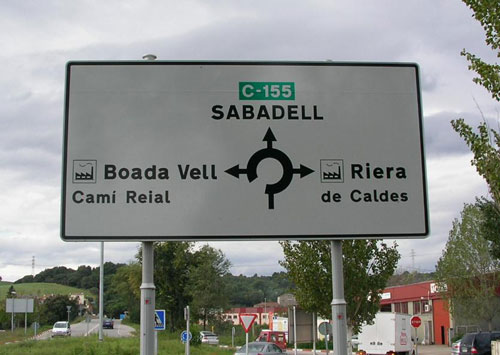 C-155
SABADELL
Boada Vell
Camí Reial
Riera
de Caldes